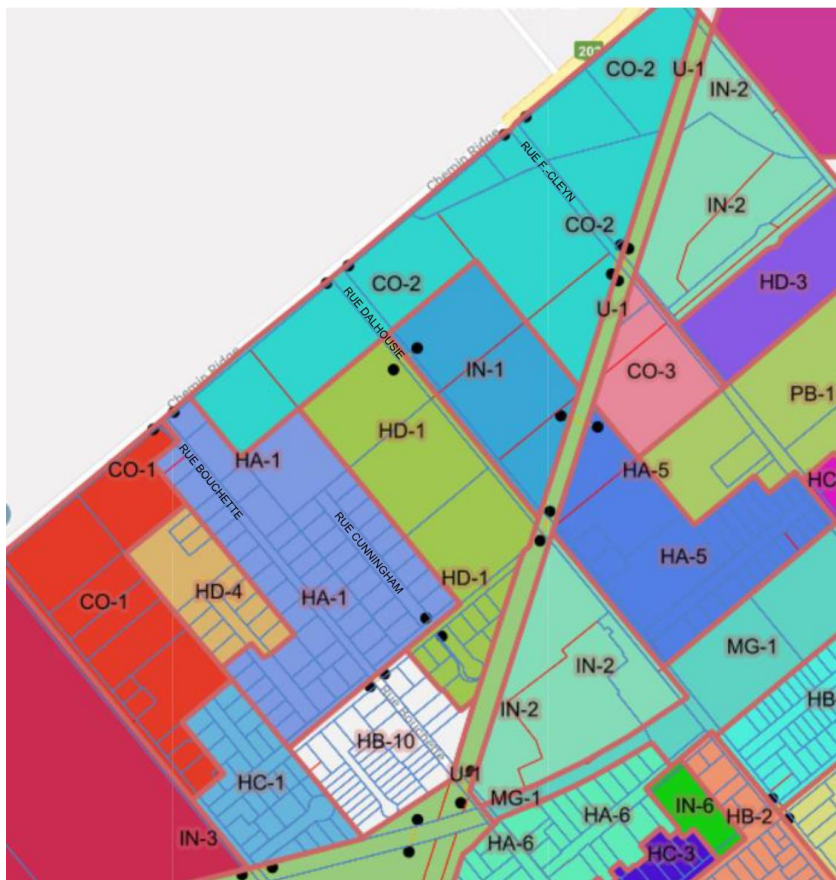 202
CO-2
U-1
IN-2
Chemin Ridge
RUE F.-CLEYN
IN-2
CO-2
HD-3
CO-2
RUE DALHOUSIE
U-1
IN-1
CO-3
PB-1
Chemin Ridge
HD-1
CO-1
HA-1
RUE BOUCHETTE
HA-5
HC
RUE CUNNINGHAM
HA-5
HD-1
HD-4
HA-1
CO-1
MG-1
IN-2
HB
IN-2
Rue Bouchette
HB-10
HC-1
U-1
MG-1
IN-6
HB-2
HA-6
IN-3
HA-6
HC-3